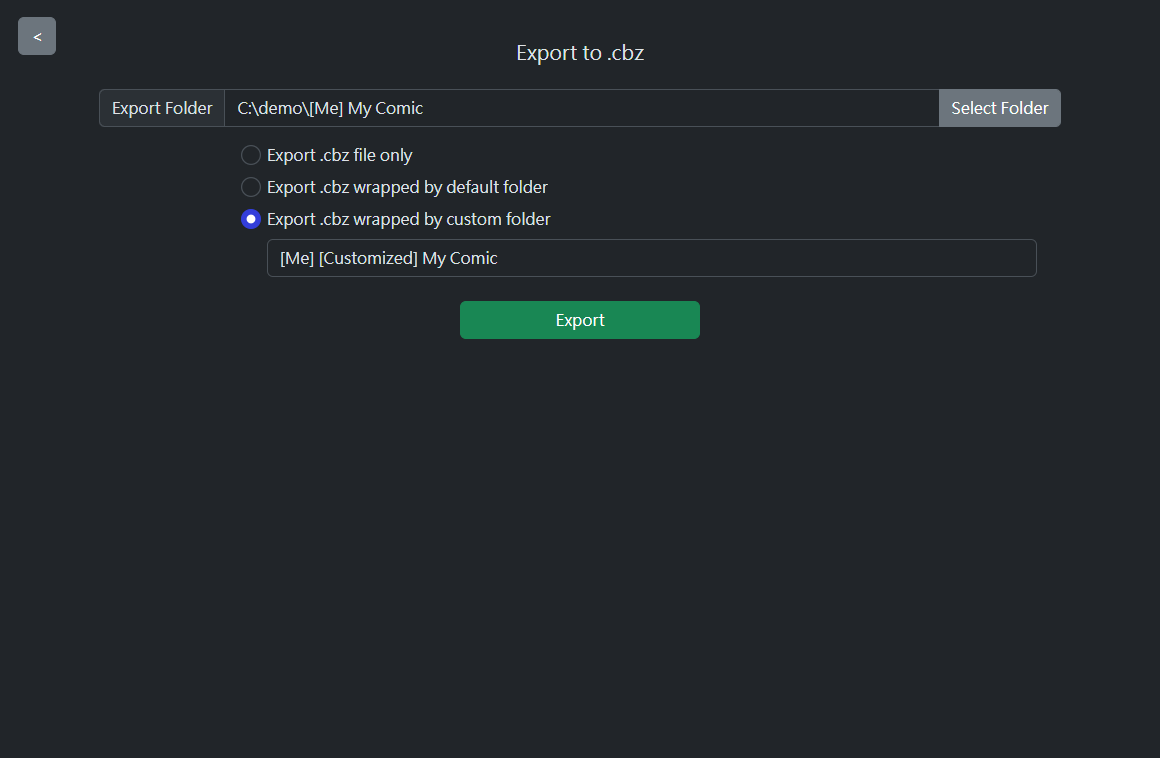 <
Export to .cbz
Export Folder C:\demo\[Me] My Comic Select Folder
Export .cbz file only
Export .cbz wrapped by default folder
Export .cbz wrapped by custom folder
[Me] [Customized] My Comic
Export